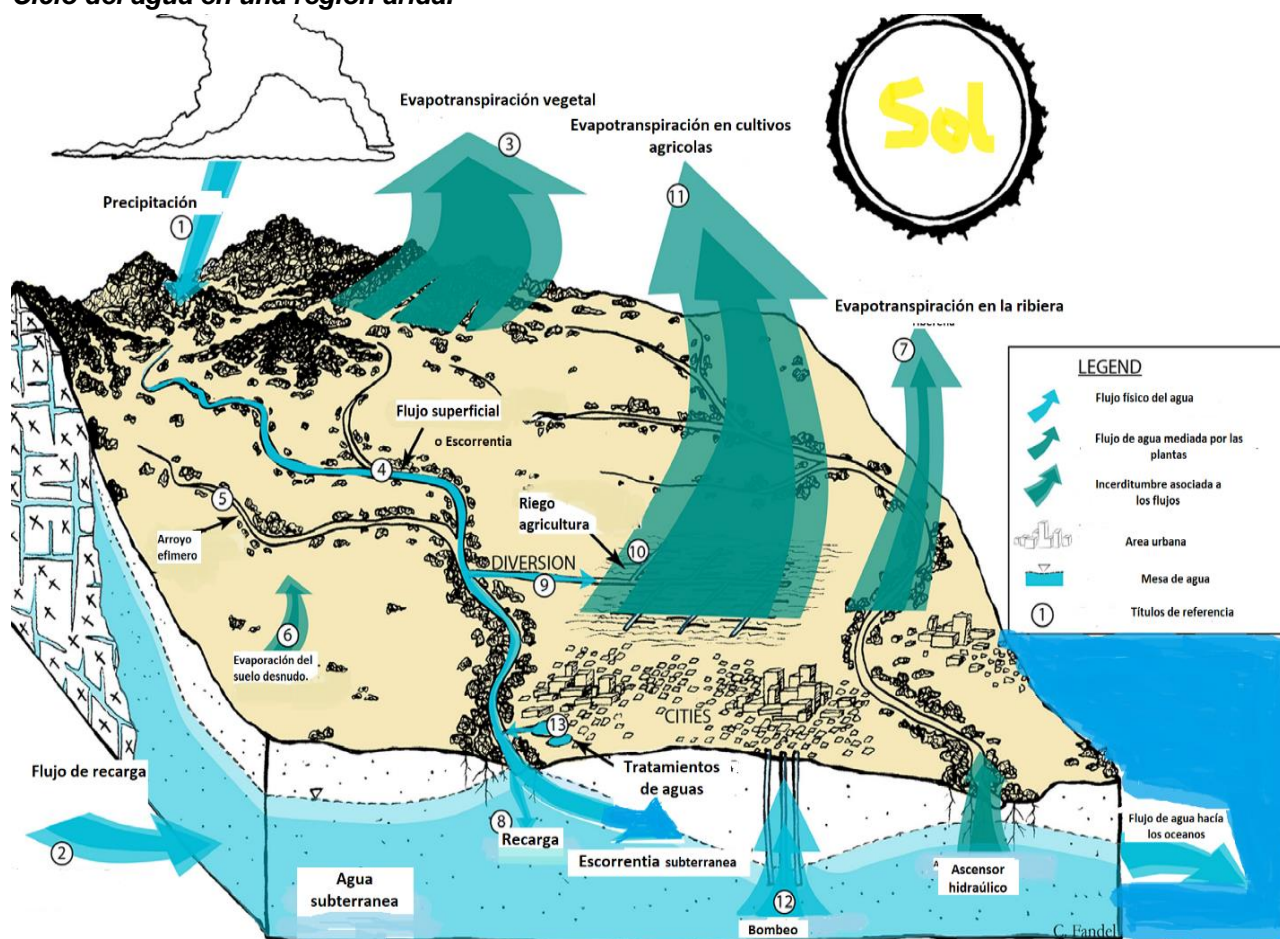 Ciclo del agua en una región árida.
Sol
Evapotranspiración vegetal
3
Evapotranspiración en cultivos
agricolas
11
Precipitación
1
Evapotranspiración en la ribiera
7
LEGEND
Flujo físico del agua
Flujo de agua mediada por las
plantas
Incerditumbre asociada a
los flujos
Area urbana
Mesa de agua
1
Títulos de referencia
Flujo superficial
o Escorrentia
4
5
Arroyo
efimero
Riego
agricultura
10
DIVERSION
9
6
Evaporación del
suelo desnudo.
CITIES
13
Tratamientos
de aguas
Flujo de recarga
2
8
Recarga
Escorrentia subterranea
Agua
subterranea
12
Bombeo
Ascensor
hidraúlico
Flujo de agua hacía
los oceanos
C. Fandel